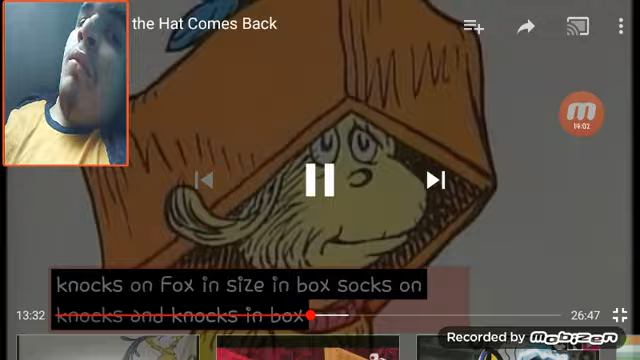 the Hat Comes Back
14:02
knocks on Fox in size in box socks on
knocks and knocks in box
13:32
26:47
Recorded by Mobizen